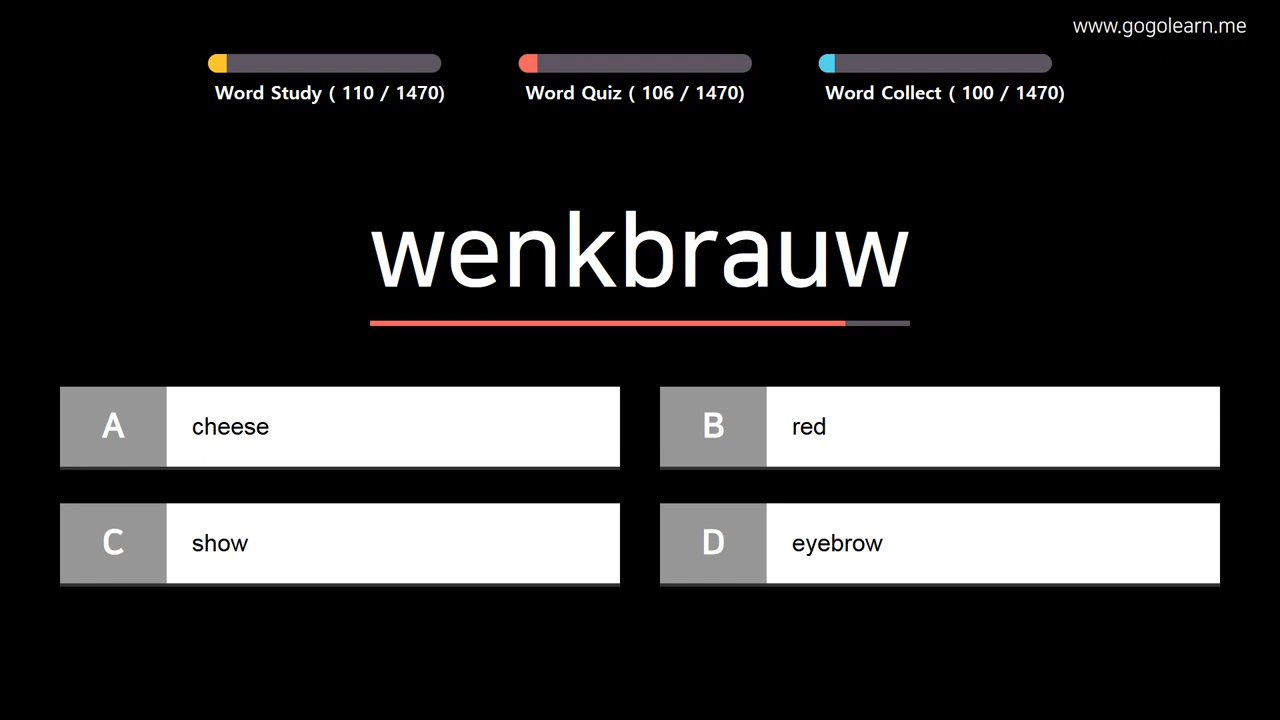 www.gogolearn.me
Word Study ( 110 / 1470)
Word Quiz ( 106 / 1470)
Word Collect ( 100 / 1470)
wenkbrauw
A cheese
B red
C show
D eyebrow